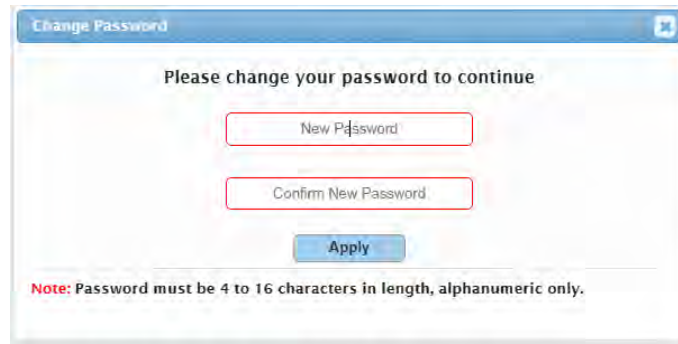 Change Password
Please change your password to continue
New Password
Confirm New Password
Apply
Note: Password must be 4 to 16 characters in length, alphanumeric only.